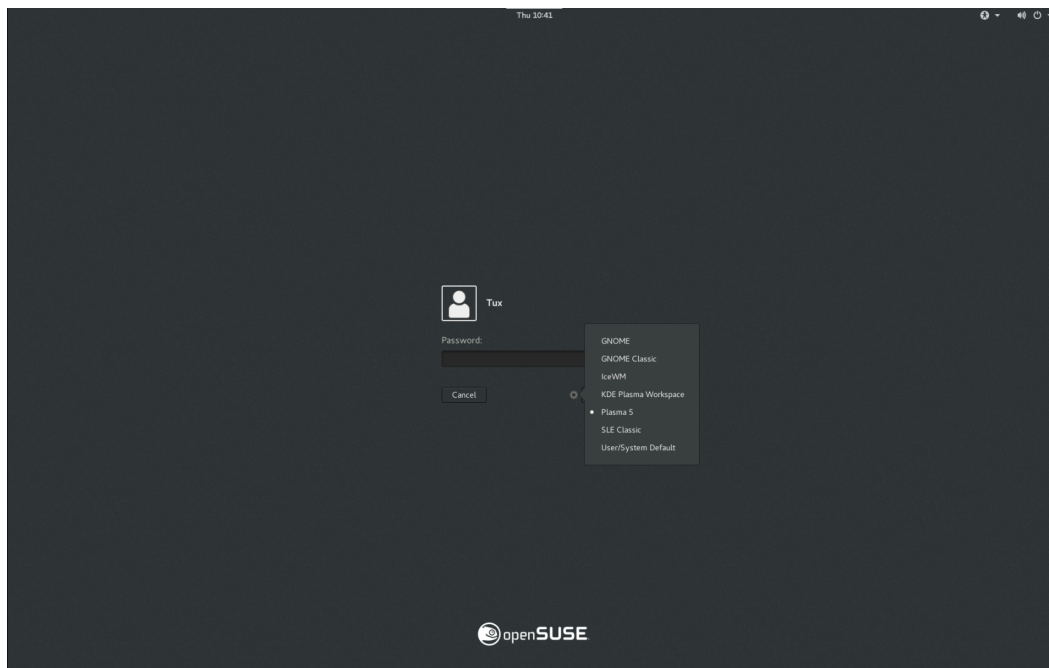 Thu 10:41
Tux
Password:
GNOME
GNOME Classic
IceWM
Cancel
KDE Plasma Workspace
Plasma 5
SLE Classic
User/System Default
openSUSE